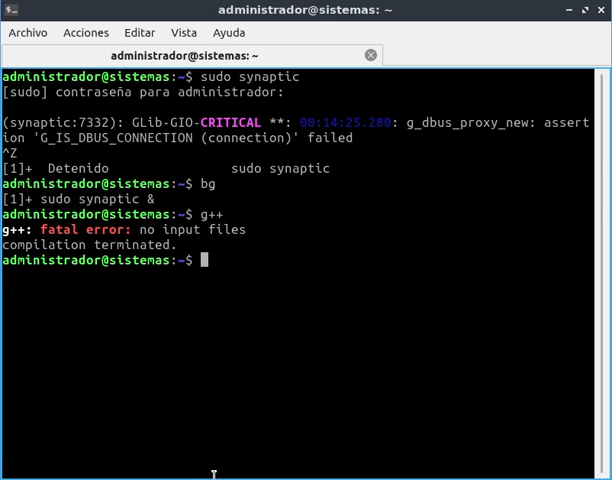 administrador@sistemas: ~
Archivo Acciones Editar Vista Ayuda
administrador@sistemas: ~
administrador@sistemas:~$ sudo synaptic
[sudo] contraseña para administrador:
(synaptic:7332): GLib-GIO-CRITICAL **: 00:14:25.280: g_dbus_proxy_new: assert
ion 'G_IS_DBUS_CONNECTION (connection)' failed
^Z
[1]+  Detenido                sudo synaptic
administrador@sistemas:~$ bg
[1]+ sudo synaptic &
administrador@sistemas:~$ g++
g++: fatal error: no input files
compilation terminated.
administrador@sistemas:~$